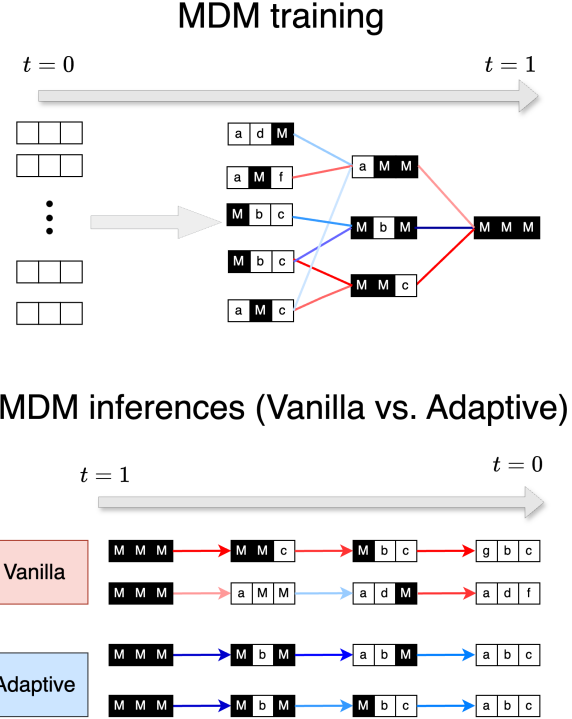 MDM training
t = 0
t = 1
a d M
a M f
a M M
M b c
M b M
M M M
M b c
M M c
a M c
MDM inferences (Vanilla vs. Adaptive)
t = 1
t = 0
Vanilla
M M M
M M c
M b c
g b c
M M M
a M M
a d M
a d f
Adaptive
M M M
M b M
a b M
a b c
M M M
M b M
M b c
a b c